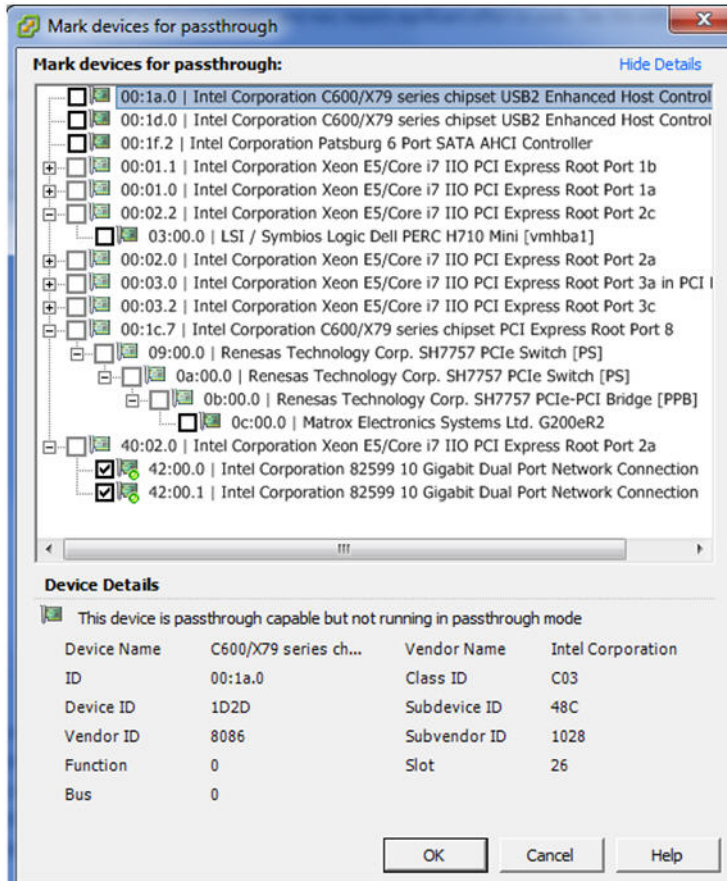 Mark devices for passthrough
Mark devices for passthrough: Hide Details
00:1a.0 | Intel Corporation C600/X79 series chipset USB2 Enhanced Host Control
00:1d.0 | Intel Corporation C600/X79 series chipset USB2 Enhanced Host Control
00:1f.2 | Intel Corporation Patsburg 6 Port SATA AHCI Controller
00:01.1 | Intel Corporation Xeon E5/Core i7 IIO PCI Express Root Port 1b
00:01.0 | Intel Corporation Xeon E5/Core i7 IIO PCI Express Root Port 1a
00:02.2 | Intel Corporation Xeon E5/Core i7 IIO PCI Express Root Port 2c
03:00.0 | LSI / Symbios Logic Dell PERC H710 Mini [vmhba1]
00:02.0 | Intel Corporation Xeon E5/Core i7 IIO PCI Express Root Port 2a
00:03.0 | Intel Corporation Xeon E5/Core i7 IIO PCI Express Root Port 3a in PCI
00:03.2 | Intel Corporation Xeon E5/Core i7 IIO PCI Express Root Port 3c
00:1c.7 | Intel Corporation C600/X79 series chipset PCI Express Root Port 8
09:00.0 | Renesas Technology Corp. SH7757 PCIe Switch [PS]
0a:00.0 | Renesas Technology Corp. SH7757 PCIe Switch [PS]
0b:00.0 | Renesas Technology Corp. SH7757 PCIe-PCI Bridge [PPB]
0c:00.0 | Matrox Electronics Systems Ltd. G200eR2
40:02.0 | Intel Corporation Xeon E5/Core i7 IIO PCI Express Root Port 2a
42:00.0 | Intel Corporation 82599 10 Gigabit Dual Port Network Connection
42:00.1 | Intel Corporation 82599 10 Gigabit Dual Port Network Connection
Device Details
This device is passthrough capable but not running in passthrough mode
Device Name C600/X79 series ch... Vendor Name Intel Corporation
ID 00:1a.0 Class ID C03
Device ID 1D2D Subdevice ID 48C
Vendor ID 8086 Subvendor ID 1028
Function 0 Slot 26
Bus 0
OK Cancel Help